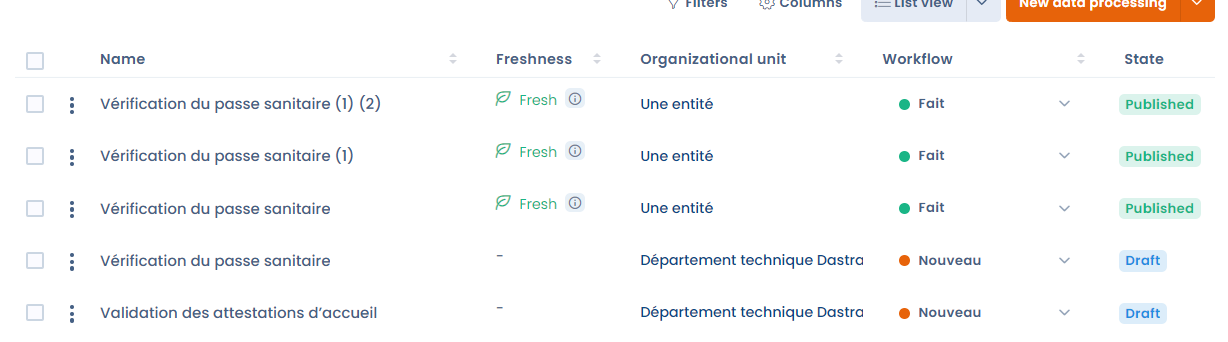 Filters Columns List view New data processing
Name Freshness Organizational unit Workflow State
Vérification du passe sanitaire (1) (2) Fresh Une entité Fait Published
Vérification du passe sanitaire (1) Fresh Une entité Fait Published
Vérification du passe sanitaire Fresh Une entité Fait Published
Vérification du passe sanitaire - Département technique Dastra Nouveau Draft
Validation des attestations d’accueil - Département technique Dastra Nouveau Draft